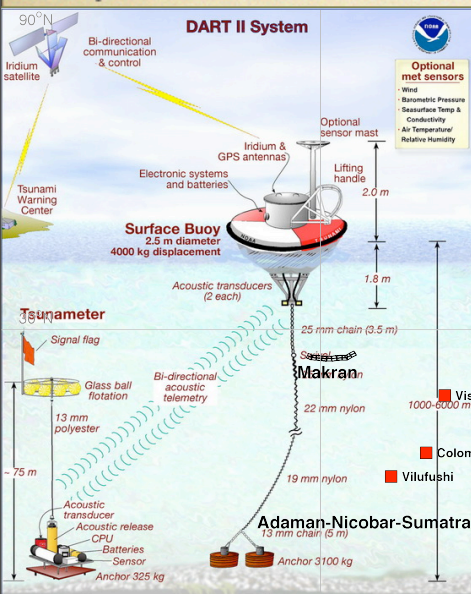 90°N
DART II System
Bi-directional
communication
& control
Iridium
satellite
Optional
met sensors
· Wind
· Barometric Pressure
· Seasurface Temp &
Conductivity
· Air Temperature/
Relative Humidity
Optional
sensor mast
Iridium &
GPS antennas
Lifting
handle
Electronic systems
and batteries
2.0 m
Tsunami
Warning
Center
Surface Buoy
2.5 m diameter
4000 kg displacement
NOAA
TSUNAMI
1.8 m
Acoustic transducers
(2 each)
Tsunameter
30°N
25 mm chain (3.5 m)
Signal flag
Swivel
Makran
nylon
Bi-directional
acoustic
telemetry
Glass ball
flotation
Vis
1000-6000 m
22 mm nylon
13 mm
polyester
Colom
~ 75 m
Vilufushi
19 mm nylon
Acoustic
transducer
Adaman-Nicobar-Sumatra
Acoustic release
13 mm chain (5 m)
CPU
Batteries
Sensor
Anchor 3100 kg
Anchor 325 kg